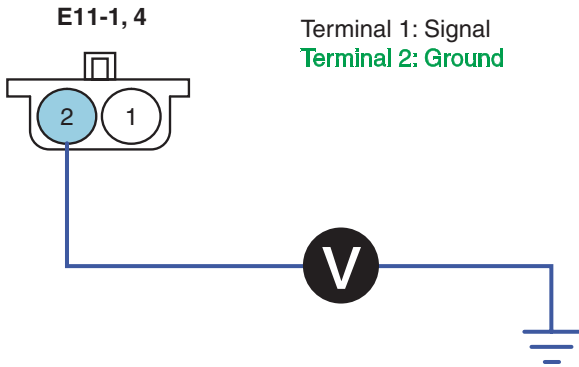 E11-1, 4
Terminal 1: Signal
Terminal 2: Ground
2 1
V